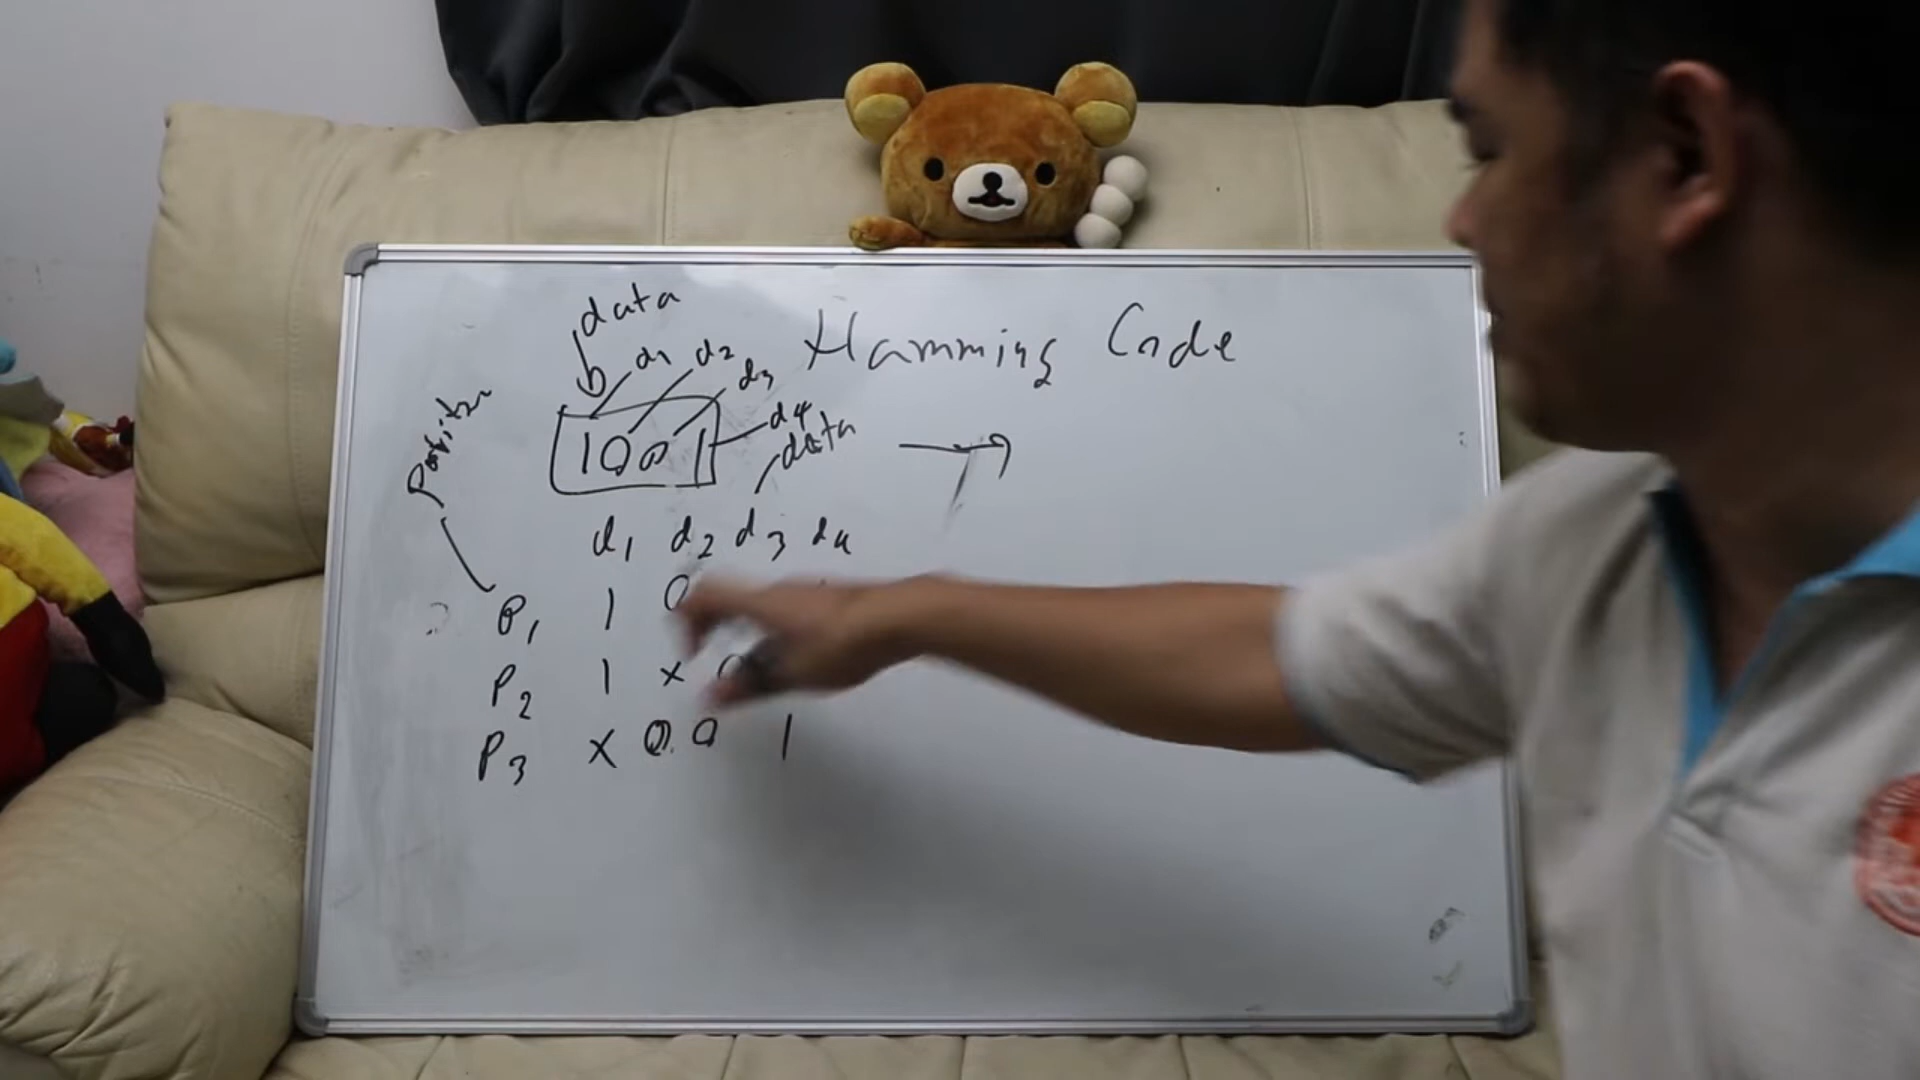 data
Hamming Code
d1 d2 d3
1001
d4
data
d1 d2 d3 d4
P1 1 0
P2 1 x 0
P3 x 0 0 1